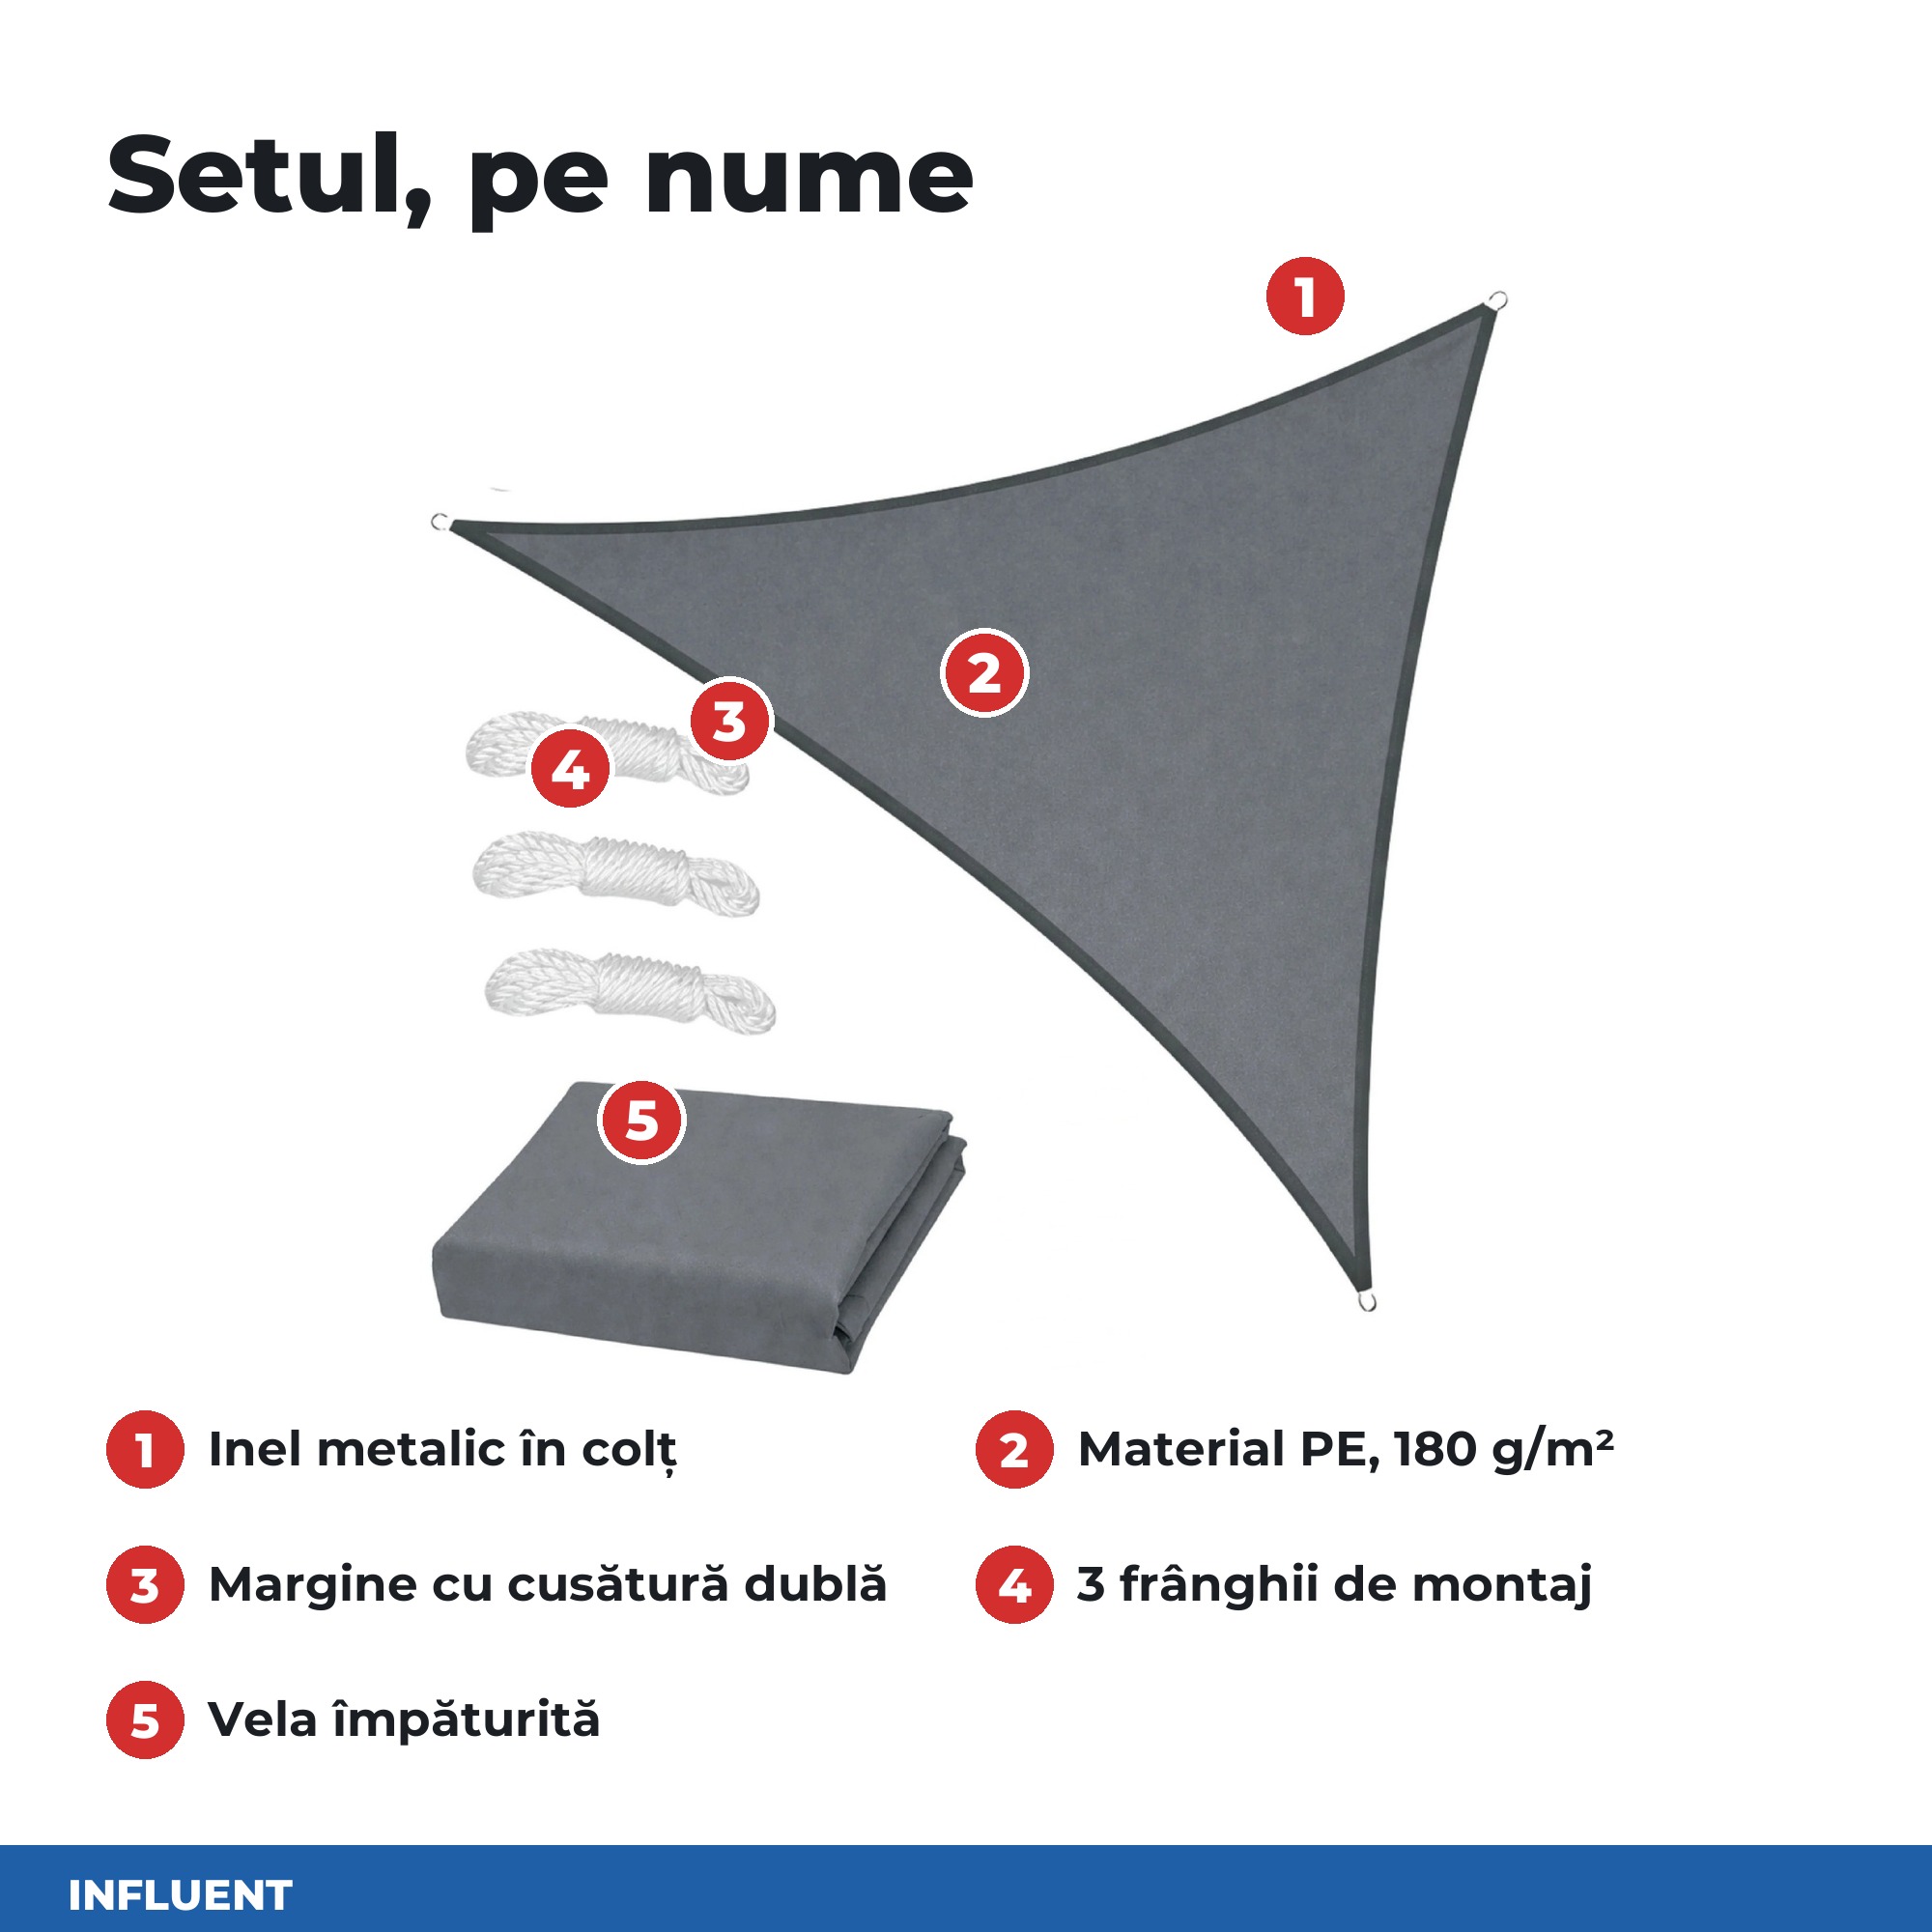 Setul, pe nume
1
2
3
4
5
1 Inel metalic în colț
2 Material PE, 180 g/m²
3 Margine cu cusătură dublă
4 3 frânghii de montaj
5 Vela împăturită
INFLUENT